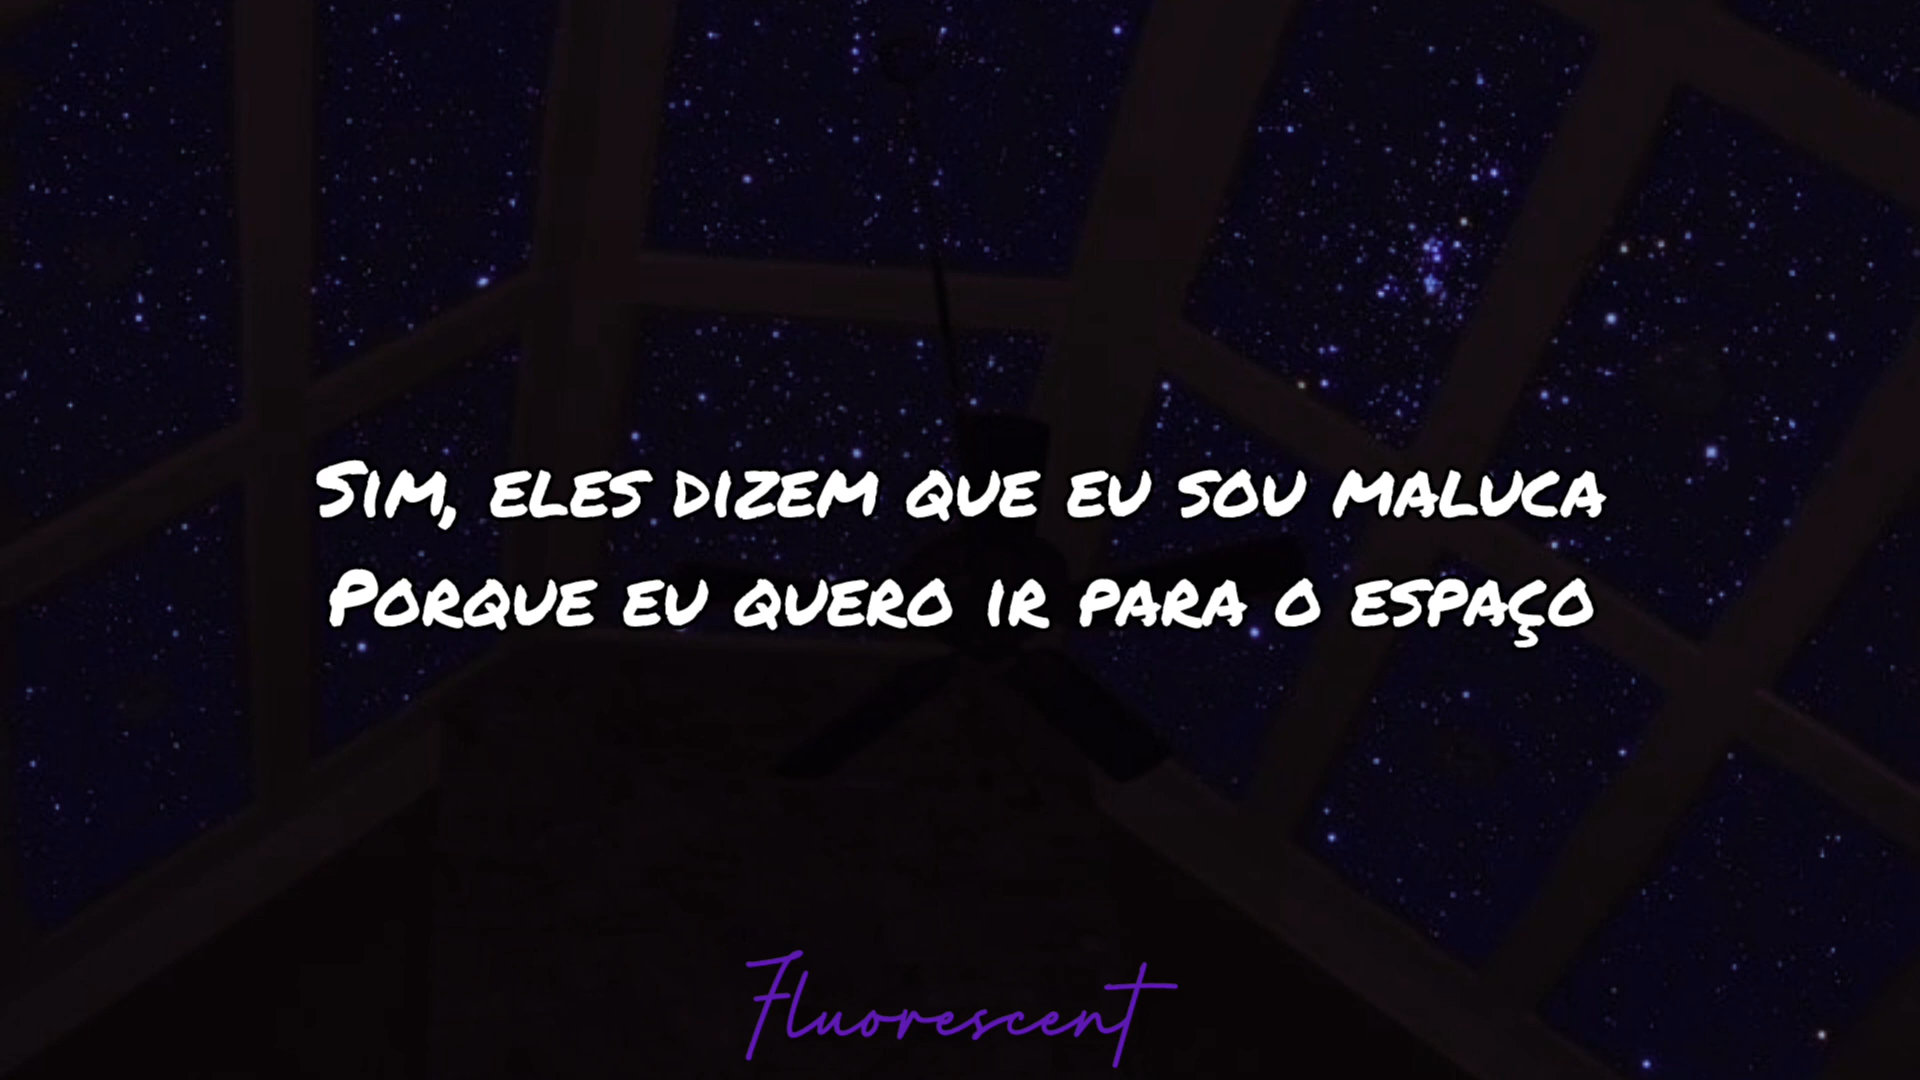 Sim, eles dizem que eu sou maluca
Porque eu quero ir para o espaço
Fluorescent